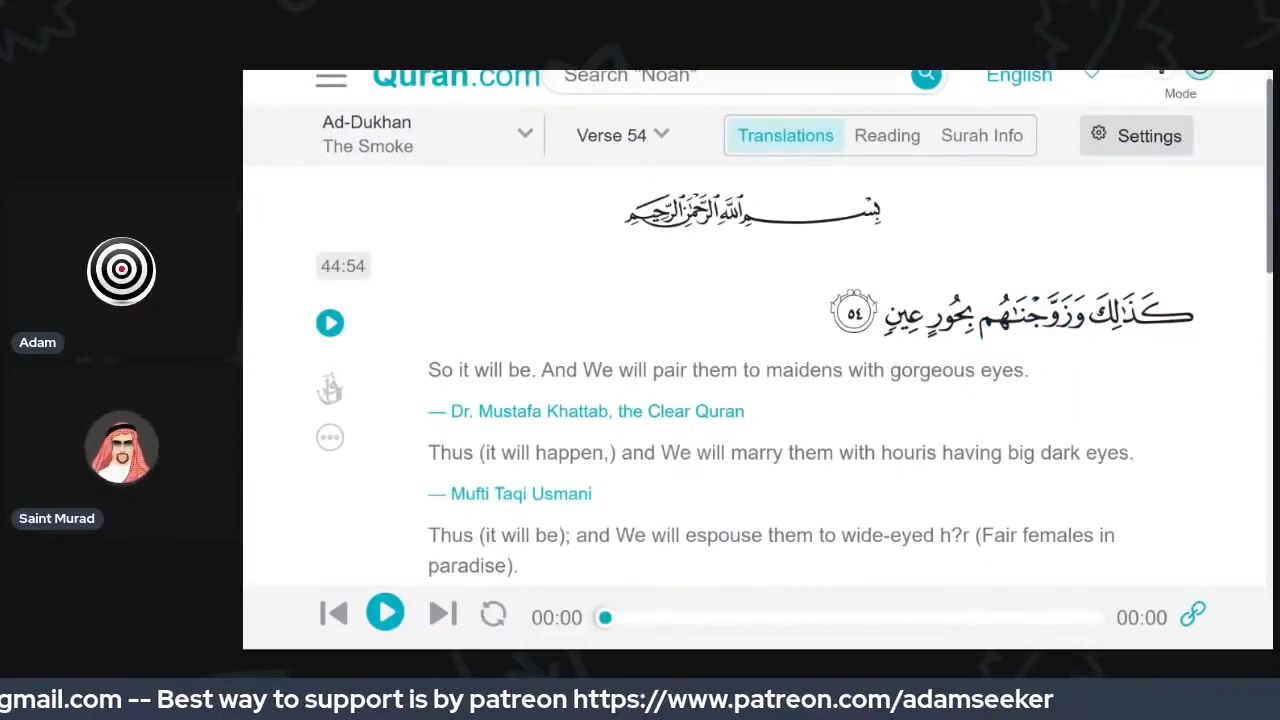 Quran.com
Search "Noah"
English
Mode
Ad-Dukhan
The Smoke
Verse 54
Translations
Reading
Surah Info
Settings
بِسْمِ اللَّهِ الرَّحْمَٰنِ الرَّحِيمِ
44:54
كَذَٰلِكَ وَزَوَّجْنَٰهُم بِحُورٍ عِينٍ ٥٤
So it will be. And We will pair them to maidens with gorgeous eyes.
— Dr. Mustafa Khattab, the Clear Quran
Thus (it will happen,) and We will marry them with houris having big dark eyes.
— Mufti Taqi Usmani
Thus (it will be); and We will espouse them to wide-eyed h?r (Fair females in
paradise).
00:00
00:00
Adam
Saint Murad
gmail.com -- Best way to support is by patreon https://www.patreon.com/adamseeker